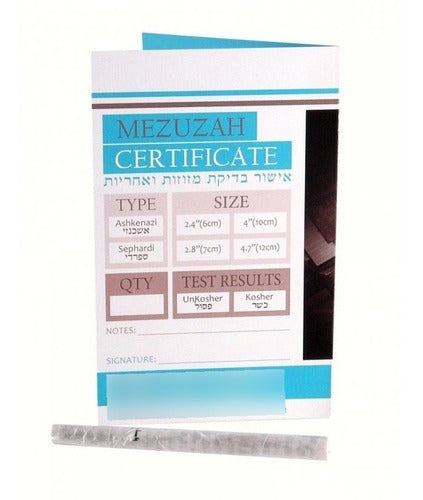 MEZUZAH
CERTIFICATE
אישור בדיקת מזוזות ואחריות
TYPE
Ashkenazi
אשכנזי
Sephardi
ספרדי
SIZE
2.4"(6cm) 4"(10cm)
2.8"(7cm) 4.7"(12cm)
QTY
TEST RESULTS
UnKosher Kosher
פסול כשר
NOTES:
SIGNATURE: